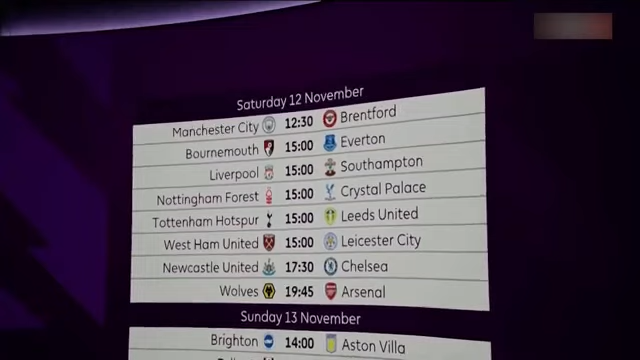 Saturday 12 November
Manchester City 12:30 Brentford
Bournemouth 15:00 Everton
Liverpool 15:00 Southampton
Nottingham Forest 15:00 Crystal Palace
Tottenham Hotspur 15:00 Leeds United
West Ham United 15:00 Leicester City
Newcastle United 17:30 Chelsea
Wolves 19:45 Arsenal
Sunday 13 November
Brighton 14:00 Aston Villa